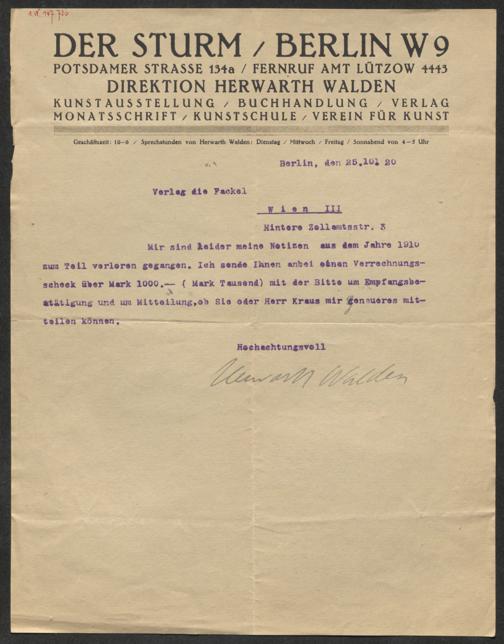 DER STURM / BERLIN W 9
POTSDAMER STRASSE 134a / FERNRUF AMT LÜTZOW 4443
DIREKTION HERWARTH WALDEN
KUNSTAUSSTELLUNG / BUCHHANDLUNG / VERLAG
MONATSSCHRIFT / KUNSTSCHULE / VEREIN FÜR KUNST
Geschäftszeit: 10–6 / Sprechstunden von Herwarth Walden: Dienstag / Mittwoch / Freitag / Sonnabend von 4–5 Uhr
Berlin, den 25.10. 20
Verlag die Fackel
W i e n III
Hintere Zollamtsstr. 3
Mir sind leider meine Notizen aus dem Jahre 1910
zum Teil verloren gegangen. Ich sende Ihnen anbei einen Verrechnungs-
scheck über Mark 1000.— ( Mark Tausend) mit der Bitte um Empfangsbe-
stätigung und um Mitteilung,ob Sie oder Herr Kraus mir genaueres mit-
teilen können.
Hochachtungsvoll
Herwarth Walden